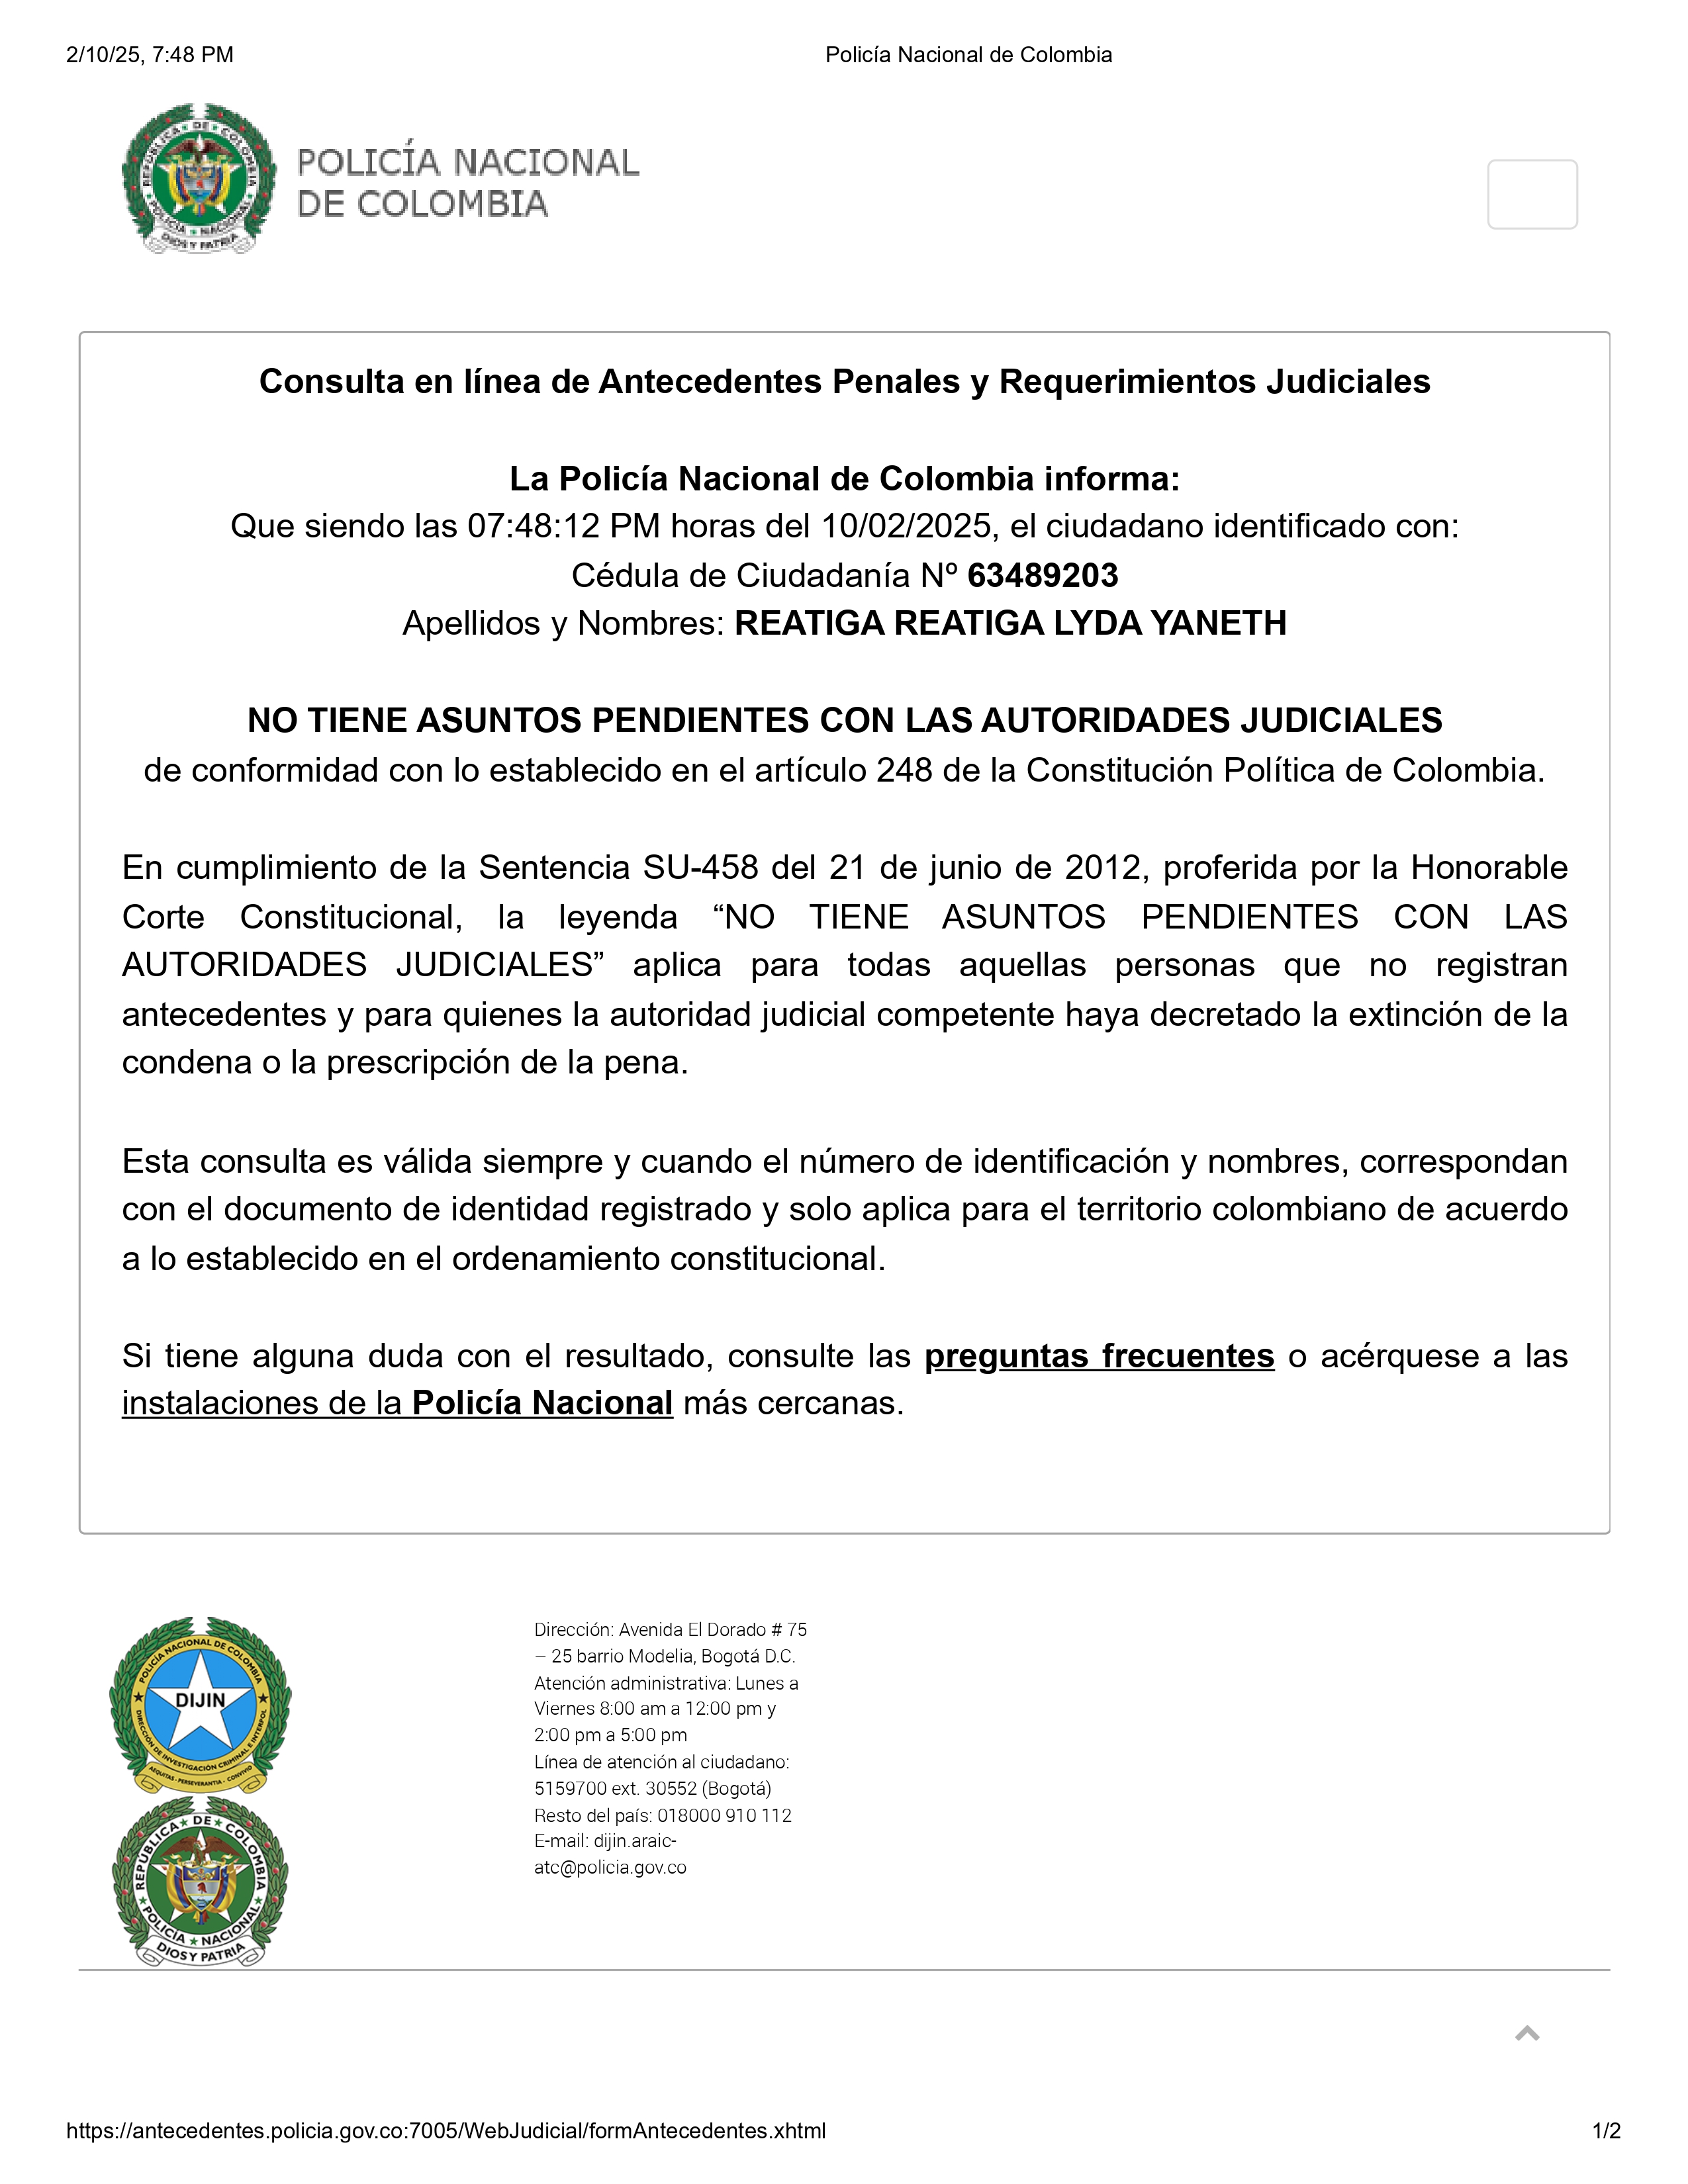 2/10/25, 7:48 PM
Policía Nacional de Colombia
REPÚBLICA DE COLOMBIA
POLICÍA NACIONAL
DIOS Y PATRIA
POLICÍA NACIONAL
DE COLOMBIA
Consulta en línea de Antecedentes Penales y Requerimientos Judiciales
La Policía Nacional de Colombia informa:
Que siendo las 07:48:12 PM horas del 10/02/2025, el ciudadano identificado con:
Cédula de Ciudadanía Nº 63489203
Apellidos y Nombres: REATIGA REATIGA LYDA YANETH
NO TIENE ASUNTOS PENDIENTES CON LAS AUTORIDADES JUDICIALES
de conformidad con lo establecido en el artículo 248 de la Constitución Política de Colombia.
En cumplimiento de la Sentencia SU-458 del 21 de junio de 2012, proferida por la Honorable
Corte Constitucional, la leyenda “NO TIENE ASUNTOS PENDIENTES CON LAS
AUTORIDADES JUDICIALES” aplica para todas aquellas personas que no registran
antecedentes y para quienes la autoridad judicial competente haya decretado la extinción de la
condena o la prescripción de la pena.
Esta consulta es válida siempre y cuando el número de identificación y nombres, correspondan
con el documento de identidad registrado y solo aplica para el territorio colombiano de acuerdo
a lo establecido en el ordenamiento constitucional.
Si tiene alguna duda con el resultado, consulte las preguntas frecuentes o acérquese a las
instalaciones de la Policía Nacional más cercanas.
POLICÍA NACIONAL DE COLOMBIA
DIJIN
DIRECCIÓN DE INVESTIGACIÓN CRIMINAL E INTERPOL
AEQUITAS - PERSEVERANTIA - CONVIVIO
REPÚBLICA DE COLOMBIA
POLICÍA NACIONAL
DIOS Y PATRIA
Dirección: Avenida El Dorado # 75
– 25 barrio Modelia, Bogotá D.C.
Atención administrativa: Lunes a
Viernes 8:00 am a 12:00 pm y
2:00 pm a 5:00 pm
Línea de atención al ciudadano:
5159700 ext. 30552 (Bogotá)
Resto del país: 018000 910 112
E-mail: dijin.araic-
atc@policia.gov.co
https://antecedentes.policia.gov.co:7005/WebJudicial/formAntecedentes.xhtml
1/2